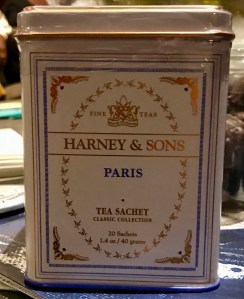 FINE TEAS
HARNEY & SONS
PARIS
TEA SACHET
CLASSIC COLLECTION
20 Sachets
1.4 oz / 40 grams